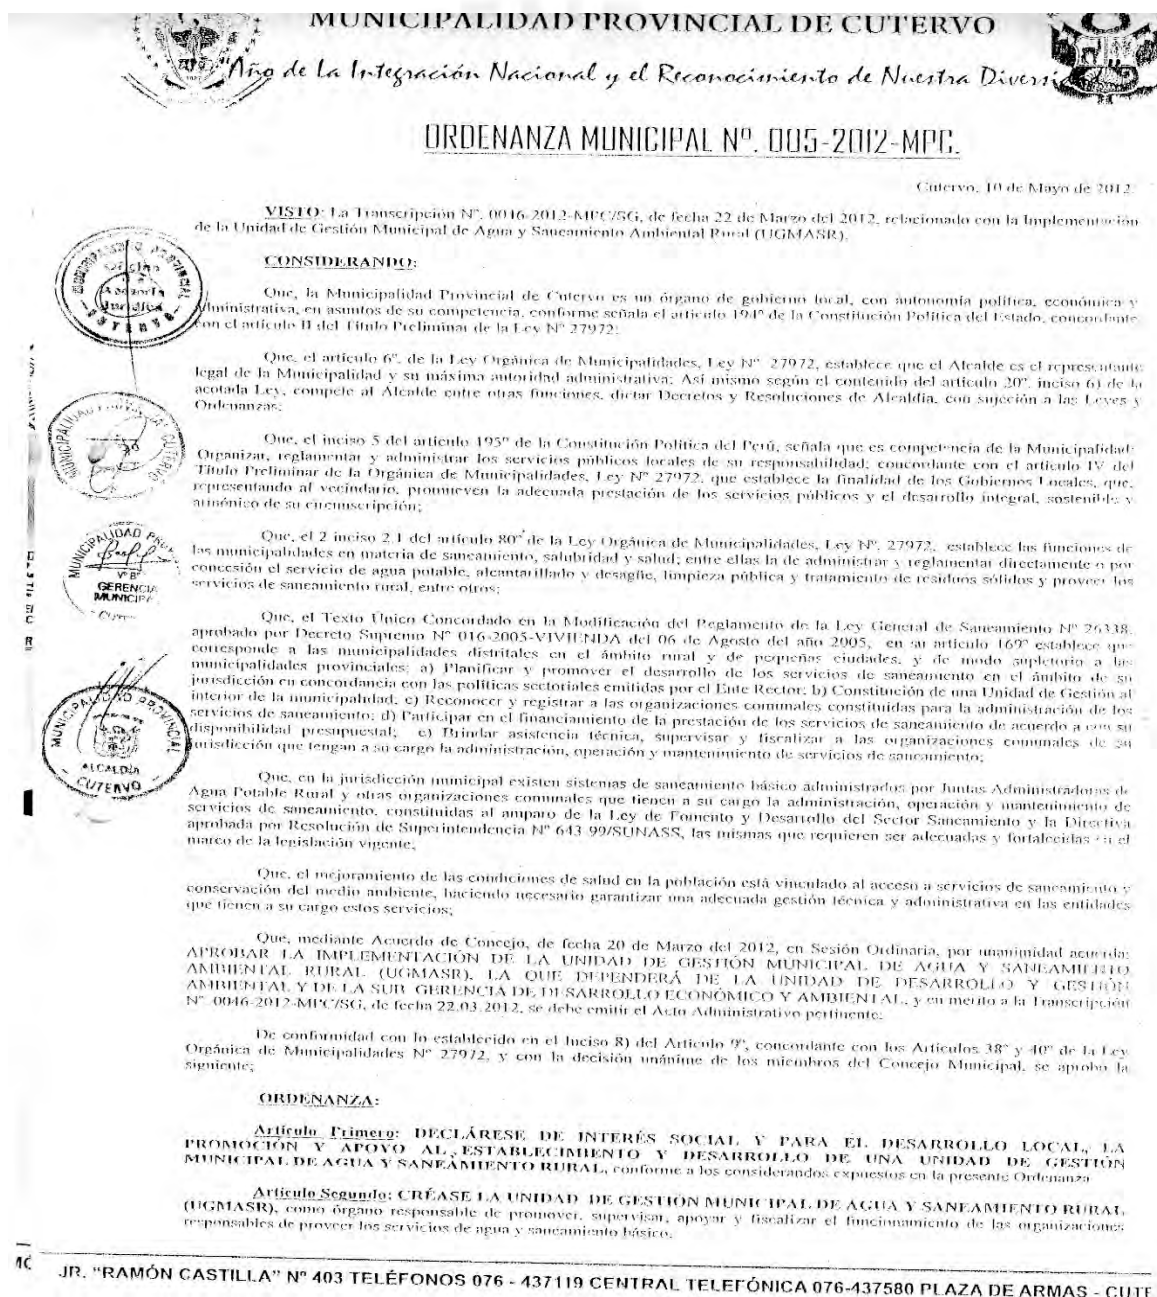 MUNICIPALIDAD PROVINCIAL DE CUTERVO
"Año de La Integración Nacional y el Reconocimiento de Nuestra Diversidad"
ORDENANZA MUNICIPAL Nº. 005-2012-MPC.
Cutervo, 10 de Mayo de 2012.
VISTO: La Transcripción Nº. 0046-2012-MPC/SG, de fecha 22 de Marzo del 2012, relacionado con la Implementación
de la Unidad de Gestión Municipal de Agua y Saneamiento Ambiental Rural (UGMASR).
CONSIDERANDO:
Que, la Municipalidad Provincial de Cutervo es un órgano de gobierno local, con autonomía política, económica y
administrativa, en asuntos de su competencia, conforme señala el artículo 194º de la Constitución Política del Estado, concordante
con el artículo II del Título Preliminar de la Ley Nº 27972;
Que, el artículo 6º. de la Ley Orgánica de Municipalidades, Ley Nº 27972, establece que el Alcalde es el representante
legal de la Municipalidad y su máxima autoridad administrativa; Así mismo según el contenido del artículo 20º. inciso 6) de la
acotada Ley, compete al Alcalde entre otras funciones, dictar Decretos y Resoluciones de Alcaldía, con sujeción a las Leyes y
Ordenanzas;
Que, el inciso 5 del artículo 195º de la Constitución Política del Perú, señala que es competencia de la Municipalidad:
Organizar, reglamentar y administrar los servicios públicos locales de su responsabilidad; concordante con el artículo IV del
Título Preliminar de la Orgánica de Municipalidades, Ley Nº 27972, que establece la finalidad de los Gobiernos Locales, que,
representando al vecindario, promueven la adecuada prestación de los servicios públicos y el desarrollo integral, sostenible y
armónico de su circunscripción;
Que, el 2 inciso 2.1 del artículo 80º de la Ley Orgánica de Municipalidades, Ley Nº. 27972, establece las funciones de
las municipalidades en materia de saneamiento, salubridad y salud; entre ellas la de administrar y reglamentar directamente o por
concesión el servicio de agua potable, alcantarillado y desagüe, limpieza pública y tratamiento de residuos sólidos y proveer los
servicios de saneamiento rural, entre otros;
Que, el Texto Único Concordado en la Modificación del Reglamento de la Ley General de Saneamiento Nº 26338,
aprobado por Decreto Supremo Nº 016-2005-VIVIENDA del 06 de Agosto del año 2005, en su artículo 169º establece que
corresponde a las municipalidades distritales en el ámbito rural y de pequeñas ciudades, y de modo supletorio a las
municipalidades provinciales; a) Planificar y promover el desarrollo de los servicios de saneamiento en el ámbito de su
jurisdicción en concordancia con las políticas sectoriales emitidas por el Ente Rector; b) Constitución de una Unidad de Gestión al
interior de la municipalidad, c) Reconocer y registrar a las organizaciones comunales constituidas para la administración de los
servicios de saneamiento; d) Participar en el financiamiento de la prestación de los servicios de saneamiento de acuerdo a con su
disponibilidad presupuestal; e) Brindar asistencia técnica, supervisar y fiscalizar a las organizaciones comunales de su
jurisdicción que tengan a su cargo la administración, operación y mantenimiento de servicios de saneamiento;
Que, en la jurisdicción municipal existen sistemas de saneamiento básico administrados por Juntas Administradoras de
Agua Potable Rural y otras organizaciones comunales que tienen a su cargo la administración, operación y mantenimiento de
servicios de saneamiento, constituidas al amparo de la Ley de Fomento y Desarrollo del Sector Saneamiento y la Directiva
aprobada por Resolución de Superintendencia Nº 643-99/SUNASS, las mismas que requieren ser adecuadas y fortalecidas en el
marco de la legislación vigente;
Que, el mejoramiento de las condiciones de salud en la población está vinculado al acceso a servicios de saneamiento y
conservación del medio ambiente, haciendo necesario garantizar una adecuada gestión técnica y administrativa en las entidades
que tienen a su cargo estos servicios;
Que, mediante Acuerdo de Concejo, de fecha 20 de Marzo del 2012, en Sesión Ordinaria, por unanimidad acuerda:
APROBAR LA IMPLEMENTACIÓN DE LA UNIDAD DE GESTIÓN MUNICIPAL DE AGUA Y SANEAMIENTO
AMBIENTAL RURAL (UGMASR), LA QUE DEPENDERÁ DE LA UNIDAD DE DESARROLLO Y GESTIÓN
AMBIENTAL Y DE LA SUB GERENCIA DE DESARROLLO ECONÓMICO Y AMBIENTAL, y en merito a la Transcripción
Nº 0046-2012-MPC/SG, de fecha 22.03.2012, se debe emitir el Acto Administrativo pertinente;
De conformidad con lo establecido en el Inciso 8) del Artículo 9º, concordante con los Artículos 38º y 40º de la Ley
Orgánica de Municipalidades Nº 27972, y con la decisión unánime de los miembros del Concejo Municipal, se aprobó la
siguiente;
ORDENANZA:
Artículo Primero: DECLÁRESE DE INTERÉS SOCIAL Y PARA EL DESARROLLO LOCAL, LA
PROMOCIÓN Y APOYO AL, ESTABLECIMIENTO Y DESARROLLO DE UNA UNIDAD DE GESTIÓN
MUNICIPAL DE AGUA Y SANEAMIENTO RURAL, conforme a los considerandos expuestos en la presente Ordenanza
Artículo Segundo: CRÉASE LA UNIDAD DE GESTIÓN MUNICIPAL DE AGUA Y SANEAMIENTO RURAL
(UGMASR), como órgano responsable de promover, supervisar, apoyar y fiscalizar el funcionamiento de las organizaciones
responsables de proveer los servicios de agua y saneamiento básico.
MUNICIPALIDAD PROVINCIAL
Oficina de Asesoría Jurídica
CUTERVO
MUNICIPALIDAD
CUTERVO
MUNICIPALIDAD
VºBº
GERENCIA
MUNICIPAL
MUNICIPALIDAD PROVINCIAL
ALCALDÍA
CUTERVO
JR. "RAMÓN CASTILLA" Nº 403 TELÉFONOS 076 - 437119 CENTRAL TELEFÓNICA 076-437580 PLAZA DE ARMAS - CUTE